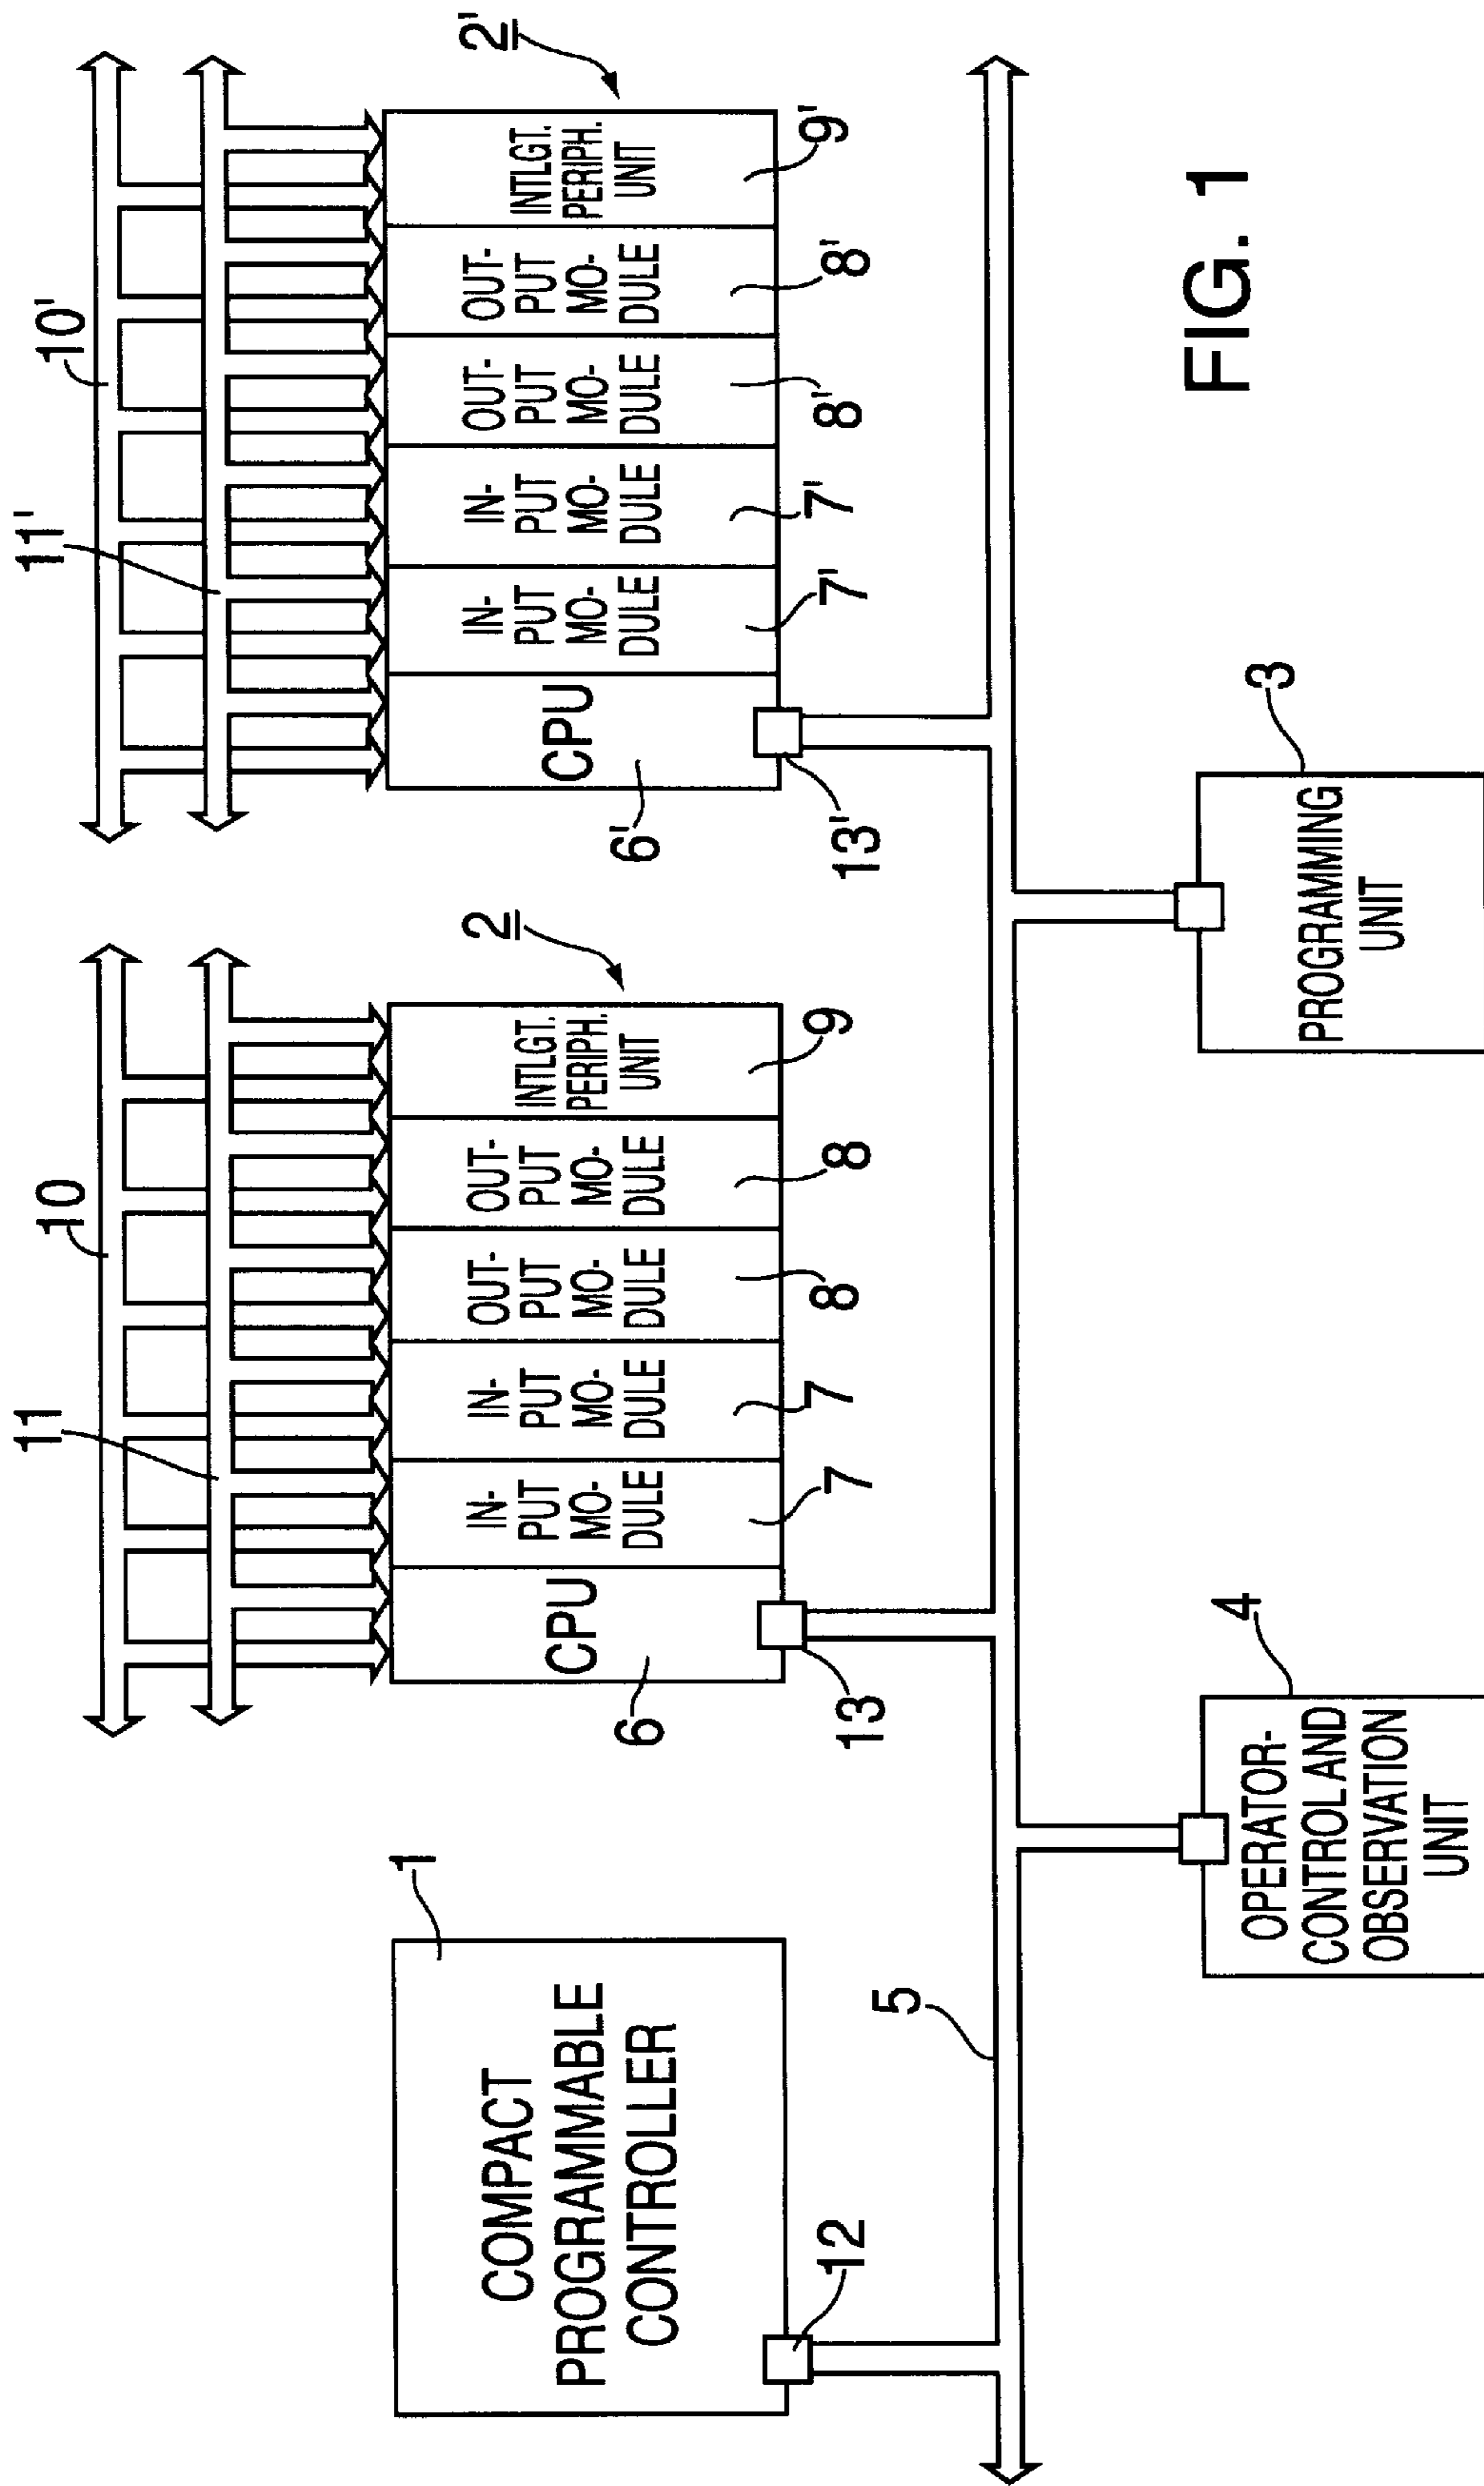 10
11
10'
11'
1
2
2'
COMPACT
PROGRAMMABLE
CONTROLLER
CPU
IN-
PUT
MO-
DULE
IN-
PUT
MO-
DULE
OUT-
PUT
MO-
DULE
OUT-
PUT
MO-
DULE
INTLGT.
PERIPH.
UNIT
CPU
IN-
PUT
MO-
DULE
IN-
PUT
MO-
DULE
OUT-
PUT
MO-
DULE
OUT-
PUT
MO-
DULE
INTLGT.
PERIPH.
UNIT
12
5
6
13
7
7
8
8
9
6'
13'
7'
7'
8'
8'
9'
4
OPERATOR-
CONTROL AND
OBSERVATION
UNIT
3
PROGRAMMING
UNIT
FIG. 1